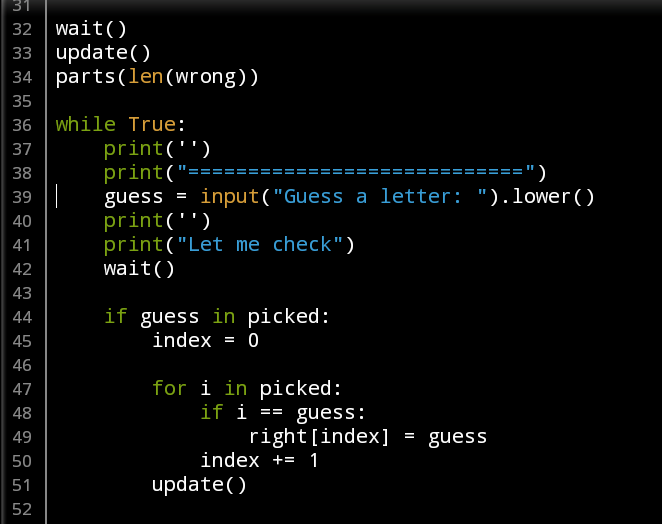 31
32 wait()
33 update()
34 parts(len(wrong))
35
36 while True:
37     print('')
38     print("============================")
39     guess = input("Guess a letter: ").lower()
40     print('')
41     print("Let me check")
42     wait()
43
44     if guess in picked:
45         index = 0
46
47         for i in picked:
48             if i == guess:
49                 right[index] = guess
50             index += 1
51         update()
52